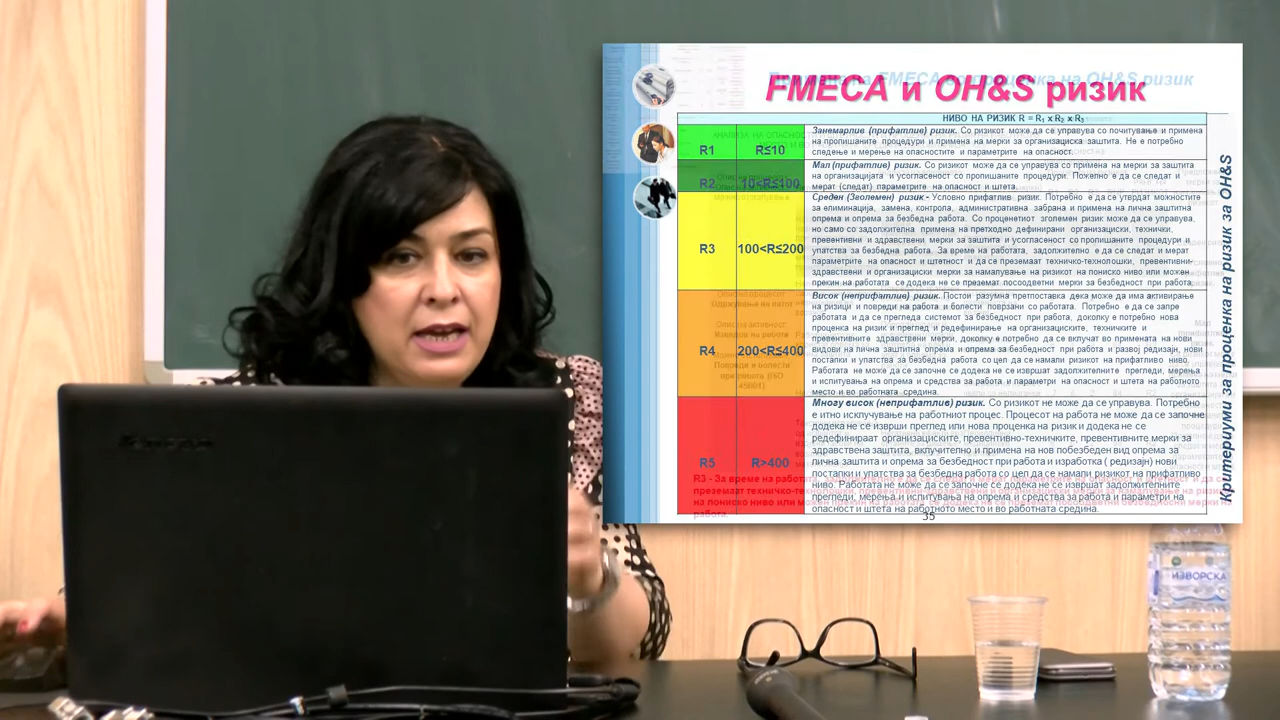 FMECA и OH&S ризик
НИВО НА РИЗИК R = R₁ x R₂ x R₃
R1 R≤10
Занемарлив (прифатлив) ризик. Со ризикот може да се управува со почитување и примена
на пропишаните процедури и примена на мерки за организациска заштита. Не е потребно
следење и мерење на опасностите и параметрите на опасност.
R2 10<R≤100
Мал (прифатлив) ризик. Со ризикот може да се управува со примена на мерки за заштита
на организацијата и усогласеност со пропишаните процедури. Пожелно е да се следат и
мерат (следат) параметрите на опасност и штета.
R3 100<R≤200
Среден (Зголемен) ризик - Условно прифатлив ризик. Потребно е да се утврдат можностите
за елиминација, замена, контрола, административна забрана и примена на лична заштитна
опрема и опрема за безбедна работа. Со проценетиот зголемен ризик може да се управува,
но само со задолжителна примена на претходно дефинирани организациски, технички,
превентивни и здравствени, мерки за заштита и усогласеност со пропишаните процедури и
упатства за безбедна работа. За време на работата, задолжително е да се следат и мерат
параметрите на опасност и штетност и да се преземаат техничко-технолошки, превентивни-
здравствени и организациски мерки за намалување на ризикот на пониско ниво или можен
прекин на работата се додека не се преземат посоодветни мерки за безбедност при работа.
R4 200<R≤400
Висок (неприфатлив) ризик. Постои разумна претпоставка дека може да има активирање
на ризици и повреди на работа и болести поврзани со работата. Потребно е да се запре
работата и да се прегледа системот за безбедност при работа, доколку е потребно нова
проценка на ризик и преглед и редефинирање на организациските, техничките и
превентивните здравствени мерки, доколку е потребно да се вклучат во примената на нови
видови на лична заштитна опрема и опрема за безбедност при работа и развој редизајн, нови
постапки и упатства за безбедна работа со цел да се намали ризикот на прифатливо ниво.
Работата не може да се започне се додека не се извршат задолжителните прегледи, мерења
и испитувања на опрема и средства за работа и параметри на опасност и штета на работното
место и во работната средина.
R5 R>400
Многу висок (неприфатлив) ризик. Со ризикот не може да се управува. Потребно
е итно исклучување на работниот процес. Процесот на работа не може да се започне
додека не се изврши преглед или нова проценка на ризик и додека не се
редефинираат организациските, превентивно-техничките, превентивните мерки за
здравствена заштита, вклучително и примена на нов побезбеден вид опрема за
лична заштита и опрема за безбедност при работа и изработка ( редизајн) нови
постапки и упатства за безбедна работа со цел да се намали ризикот на прифатливо
ниво. Работата не може да се започне се додека не се извршат задолжителните
прегледи, мерења и испитување на опрема и средства за работа и параметри на
опасност и штета на работното место и во работната средина.
Критериуми за проценка на ризик за OH&S
35
ИЗВОРСКА